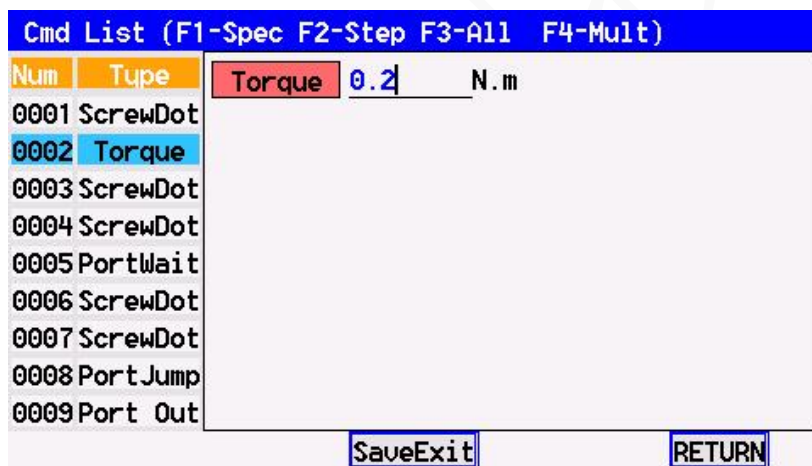 Cmd List (F1-Spec F2-Step F3-All F4-Mult)
Num Type Torque 0.2 N.m
0001 ScrewDot
0002 Torque
0003 ScrewDot
0004 ScrewDot
0005 PortWait
0006 ScrewDot
0007 ScrewDot
0008 PortJump
0009 Port Out
SaveExit RETURN